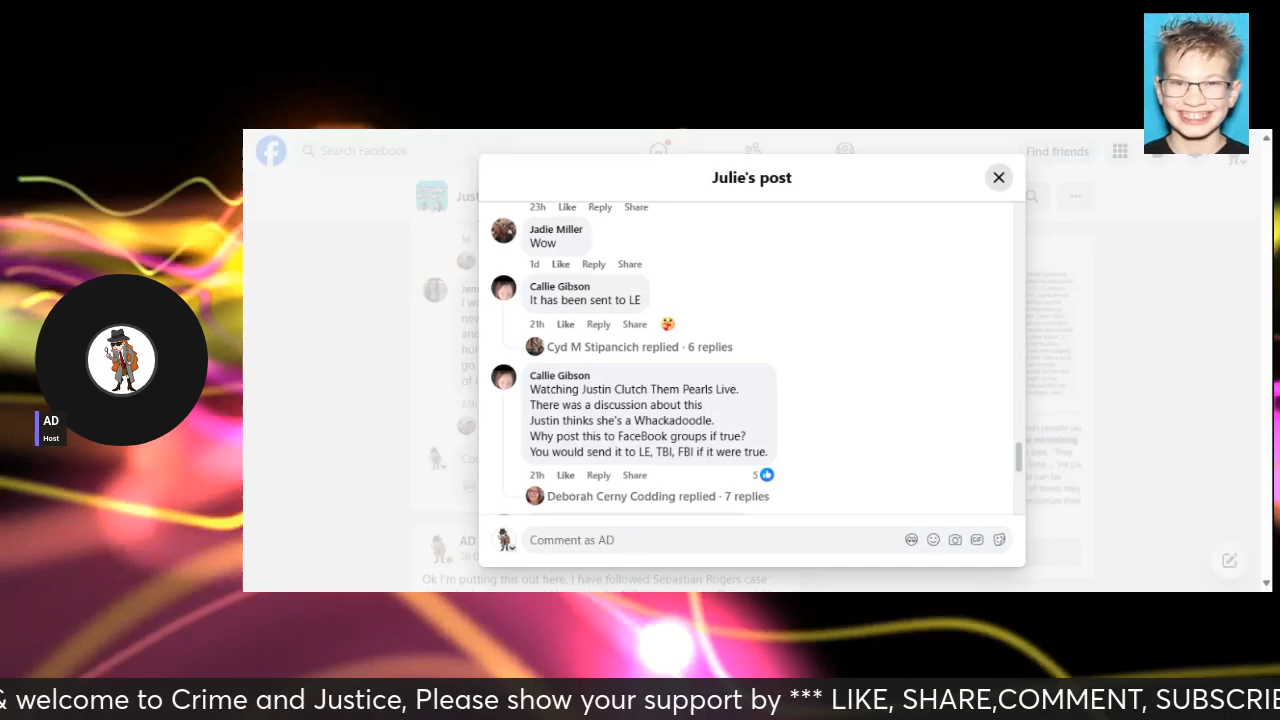 Search Facebook
Find friends
Julie's post
23h Like Reply Share
Jadie Miller
Wow
1d Like Reply Share
Callie Gibson
It has been sent to LE
21h Like Reply Share
Cyd M Stipancich replied · 6 replies
Callie Gibson
Watching Justin Clutch Them Pearls Live.
There was a discussion about this
Justin thinks she's a Whackadoodle.
Why post this to FaceBook groups if true?
You would send it to LE, TBI, FBI if it were true.
21h Like Reply Share 5
Deborah Cerny Codding replied · 7 replies
Comment as AD
AD
Ok I'm putting this out here. I have followed Sebastian Rogers case
AD
Host
& welcome to Crime and Justice, Please show your support by *** LIKE, SHARE,COMMENT, SUBSCRIE